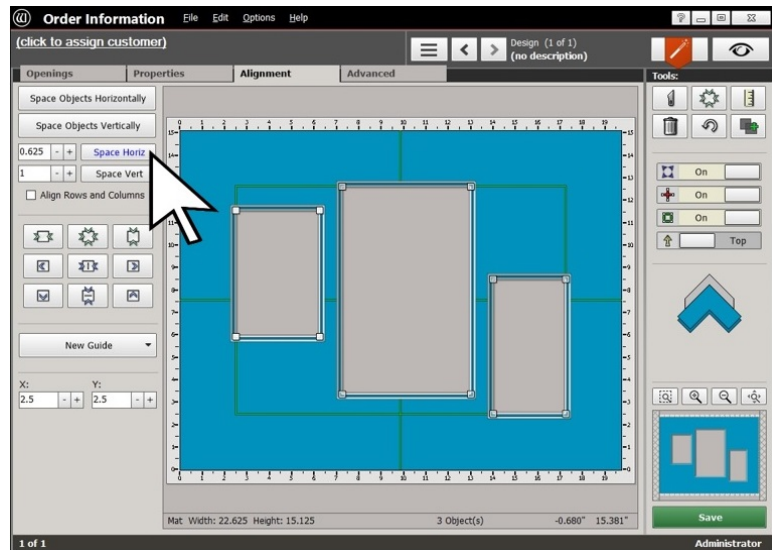 Order Information File Edit Options Help
(click to assign customer)
Design (1 of 1)
(no description)
Openings Properties Alignment Advanced
Tools:
Space Objects Horizontally
Space Objects Vertically
0.625 - + Space Horiz
1 - + Space Vert
Align Rows and Columns
New Guide
X: Y:
2.5 - + 2.5 - +
On
On
On
Top
Mat Width: 22.625 Height: 15.125 3 Object(s) -0.680" 15.381"
Save
1 of 1 Administrator